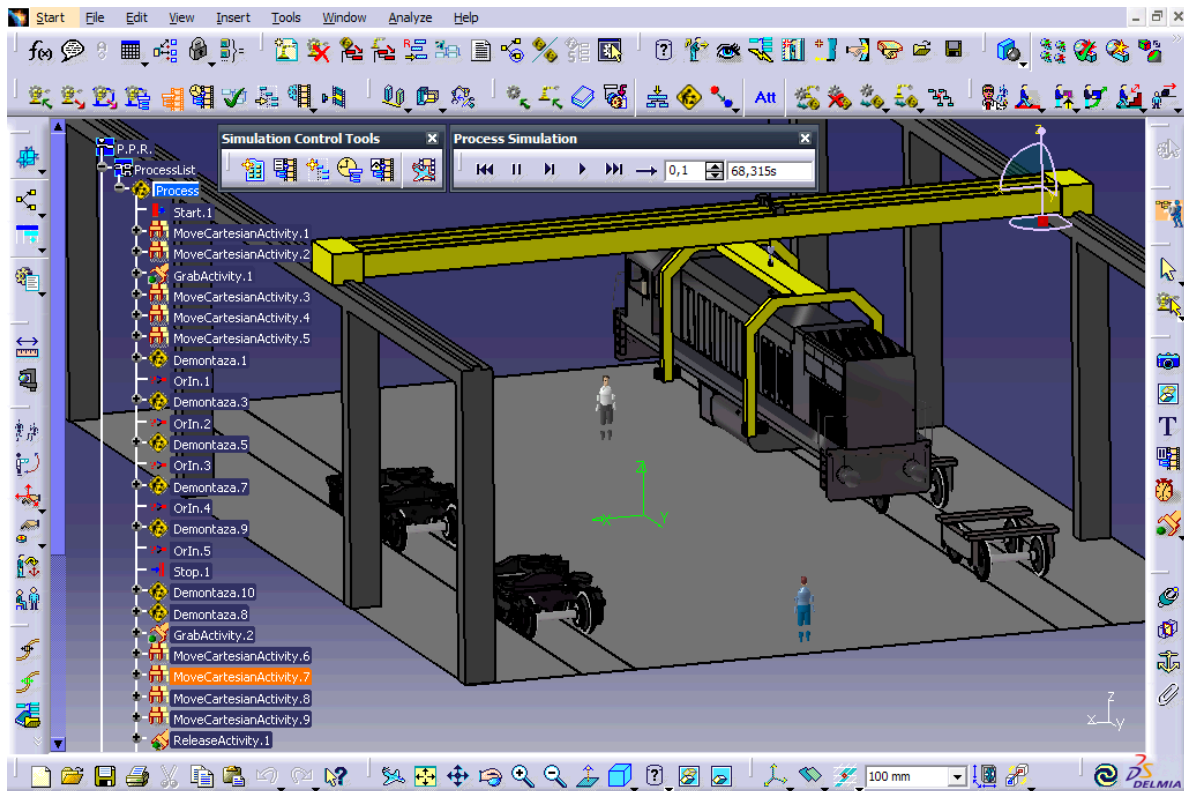 Start File Edit View Insert Tools Window Analyze Help
f(x)
Att
Simulation Control Tools
Process Simulation
0,1 68,315s
P.P.R.
ProcessList
Process
Start.1
MoveCartesianActivity.1
MoveCartesianActivity.2
GrabActivity.1
MoveCartesianActivity.3
MoveCartesianActivity.4
MoveCartesianActivity.5
Demontaza.1
OrIn.1
Demontaza.3
OrIn.2
Demontaza.5
OrIn.3
Demontaza.7
OrIn.4
Demontaza.9
OrIn.5
Stop.1
Demontaza.10
Demontaza.8
GrabActivity.2
MoveCartesianActivity.6
MoveCartesianActivity.7
MoveCartesianActivity.8
MoveCartesianActivity.9
ReleaseActivity.1
z
Z
X
Y
T
z
x y
100 mm
DELMIA